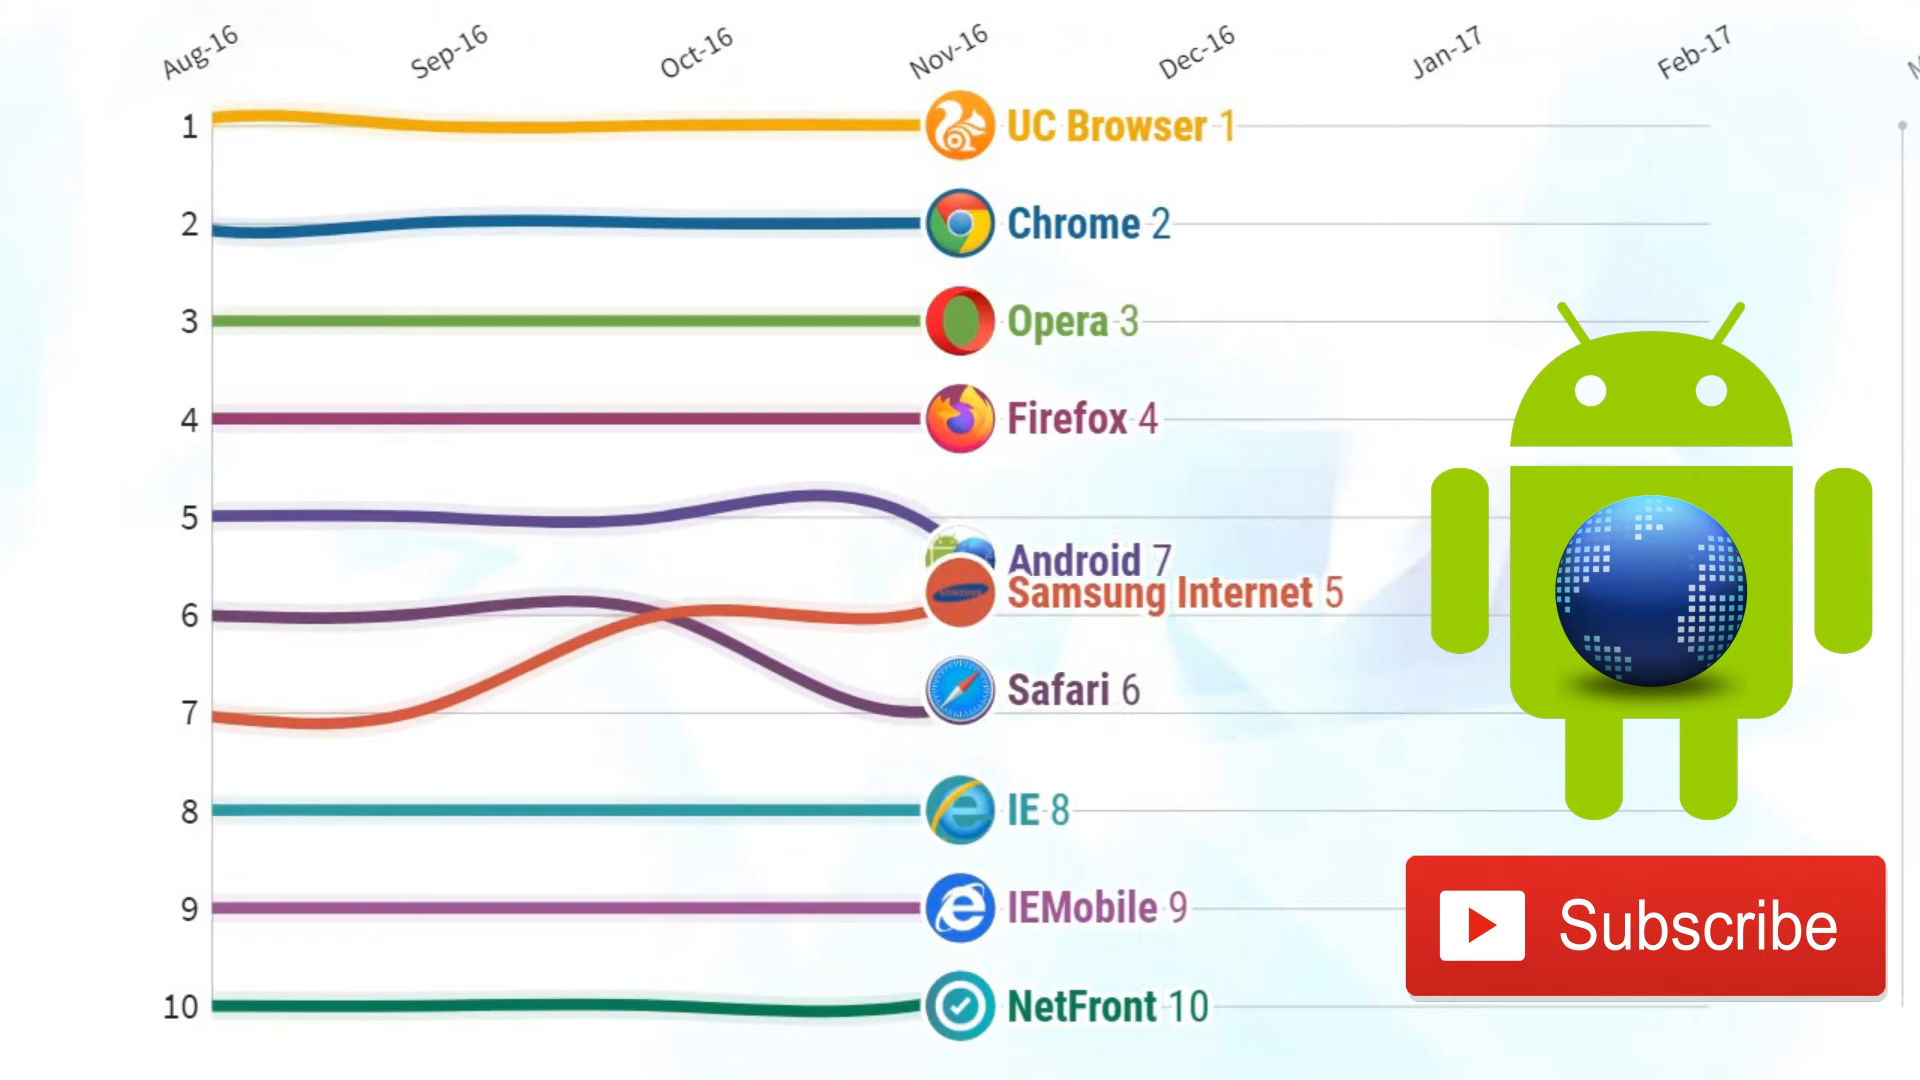 Aug-16
Sep-16
Oct-16
Nov-16
Dec-16
Jan-17
Feb-17
1
UC Browser 1
2
Chrome 2
3
Opera 3
4
Firefox 4
5
Android 7
Samsung Internet 5
6
Safari 6
7
8
IE 8
9
IEMobile 9
Subscribe
10
NetFront 10